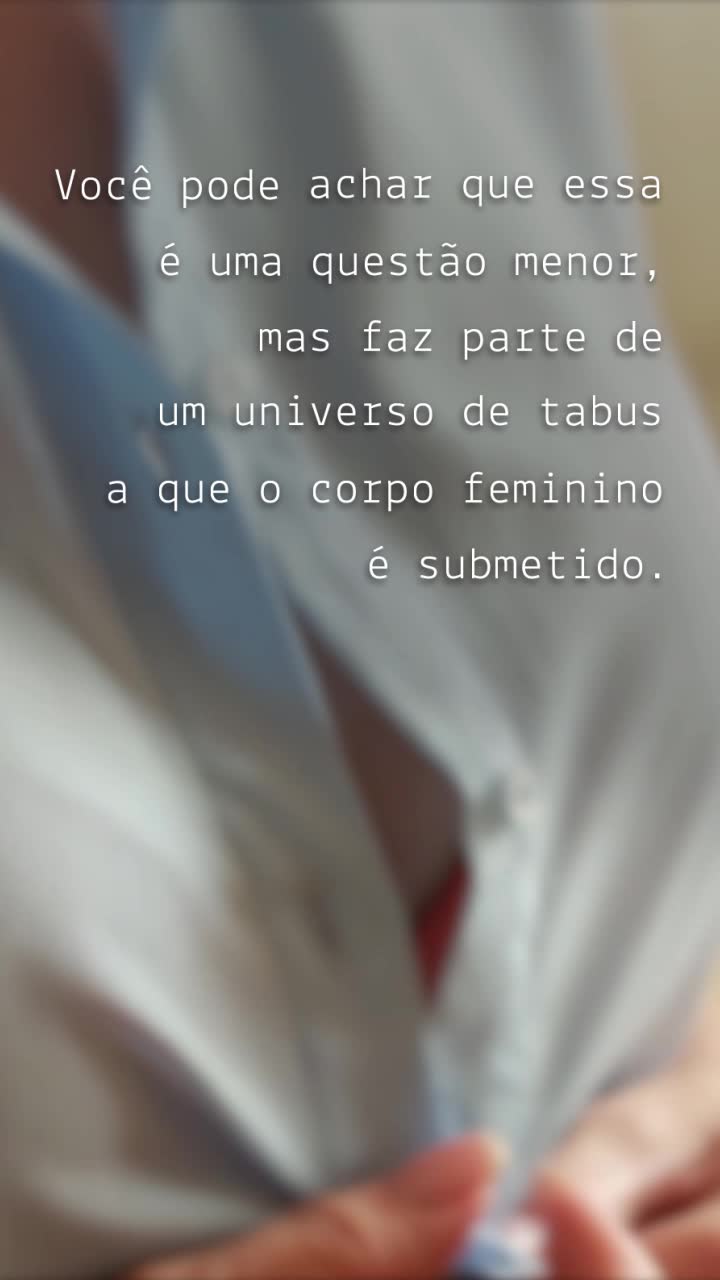 Você pode achar que essa
é uma questão menor,
mas faz parte de
um universo de tabus
a que o corpo feminino
é submetido.